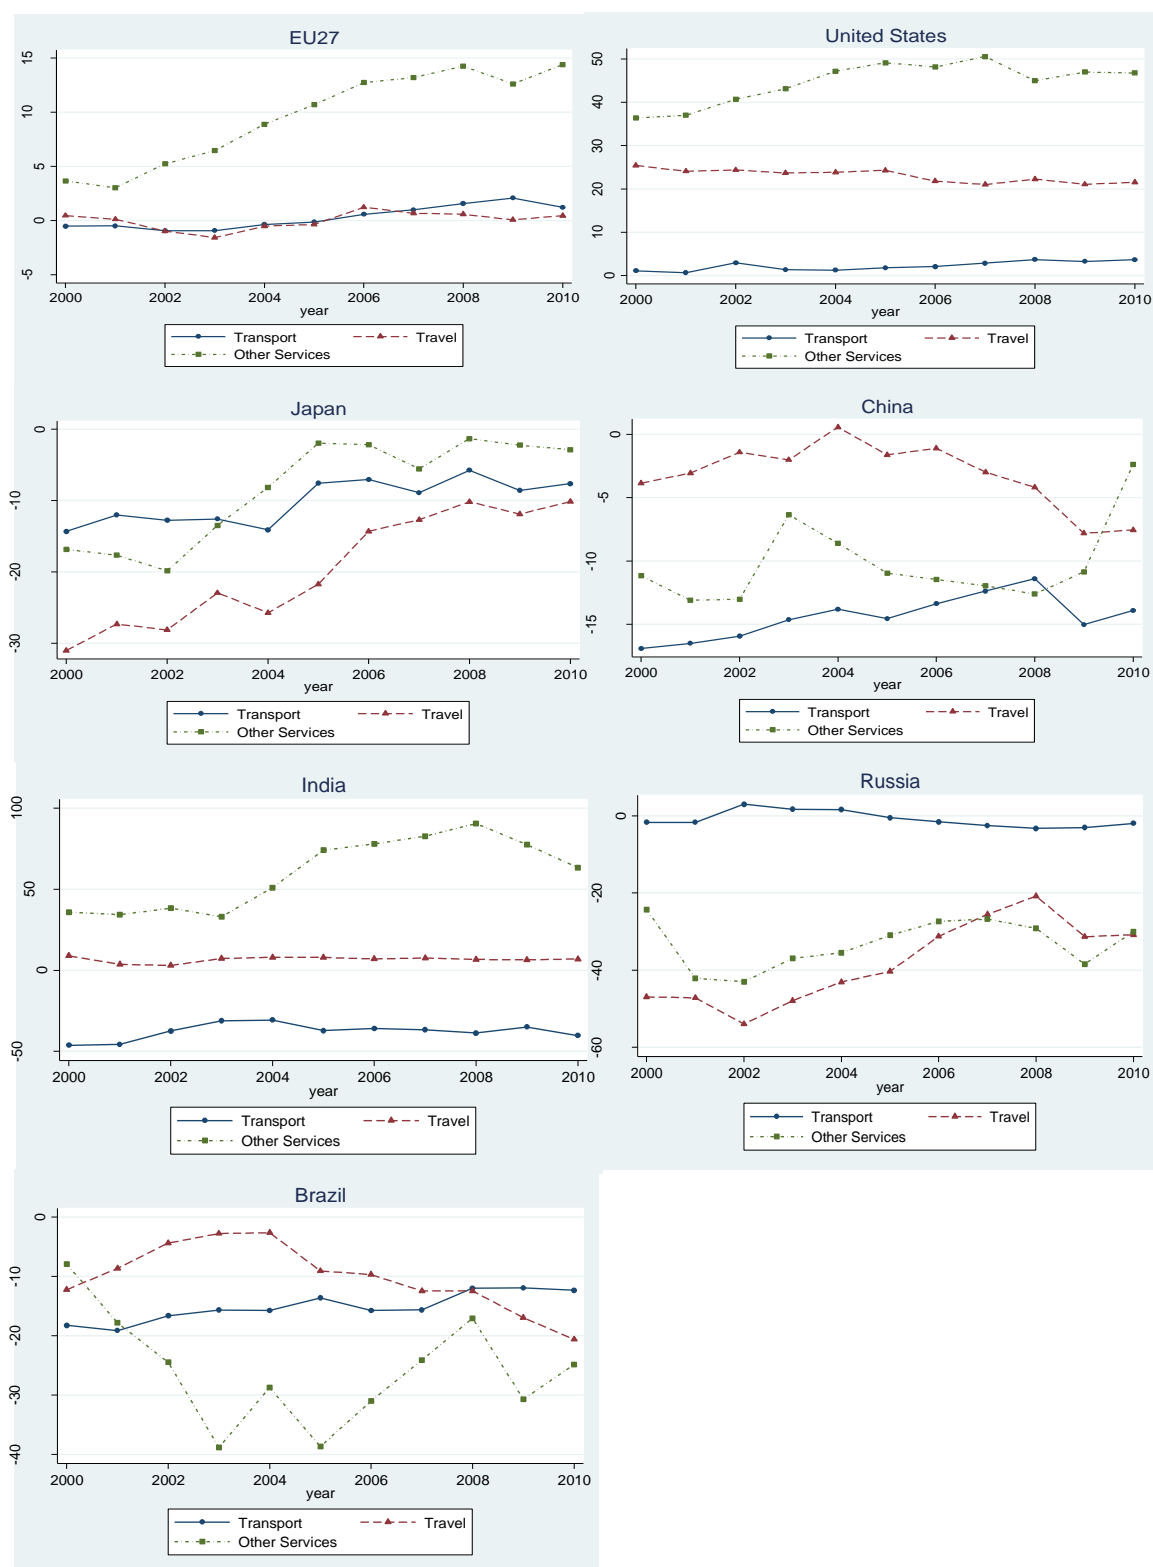 EU27
15
10
5
0
-5
2000 2002 2004 2006 2008 2010
year
Transport Travel
Other Services
United States
50
40
30
20
10
0
2000 2002 2004 2006 2008 2010
year
Transport Travel
Other Services
Japan
0
-10
-20
-30
2000 2002 2004 2006 2008 2010
year
Transport Travel
Other Services
China
0
-5
-10
-15
2000 2002 2004 2006 2008 2010
year
Transport Travel
Other Services
India
100
50
0
-50
2000 2002 2004 2006 2008 2010
year
Transport Travel
Other Services
Russia
0
-20
-40
-60
2000 2002 2004 2006 2008 2010
year
Transport Travel
Other Services
Brazil
0
-10
-20
-30
-40
2000 2002 2004 2006 2008 2010
year
Transport Travel
Other Services